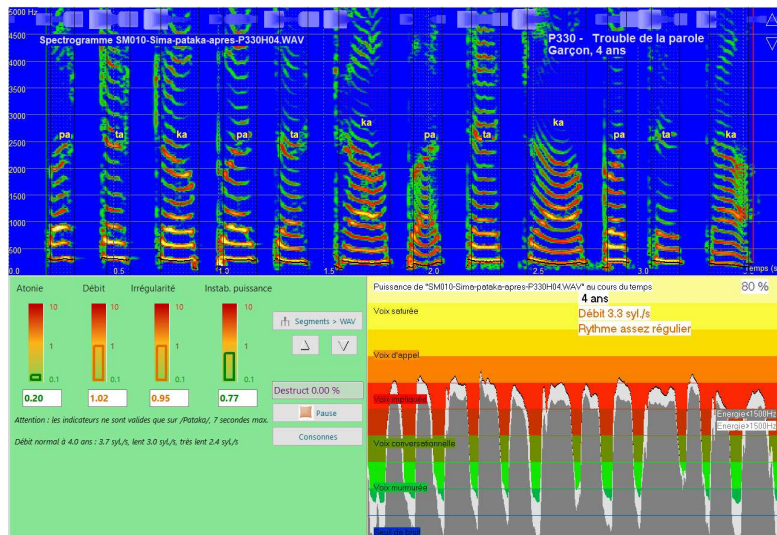 5000 Hz
Spectrogramme SM010-Sima-pataka-apres-P330H04.WAV
P330 - Trouble de la parole
Garçon, 4 ans
4500
4000
3500
3000
2500
2000
1500
1000
500
pa ta ka pa ta ka pa ta ka pa ta ka
0.0 0.5 1.0 1.5 2.0 2.5 3.0 Temps (s
Atonie Débit Irrégularité Instab. puissance
10 10 10 10
1 1 1 1
0.1 0.1 0.1 0.1
0.20 1.02 0.95 0.77
Segments > WAV
Destruct 0.00 %
Pause
Consonnes
Attention : les indicateurs ne sont valides que sur /Pataka/, 7 secondes max.
Débit normal à 4.0 ans : 3.7 syl./s, lent 3.0 syl./s, très lent 2.4 syl./s
Puissance de "SM010-Sima-pataka-apres-P330H04.WAV" au cours du temps
80 %
4 ans
Voix saturée
Débit 3.3 syl./s
Rythme assez régulier
Voix d'appel
Voix impliquée
Energie<1500Hz
Energie>1500Hz
Voix conversationnelle
Voix murmurée
Seuil de bruit